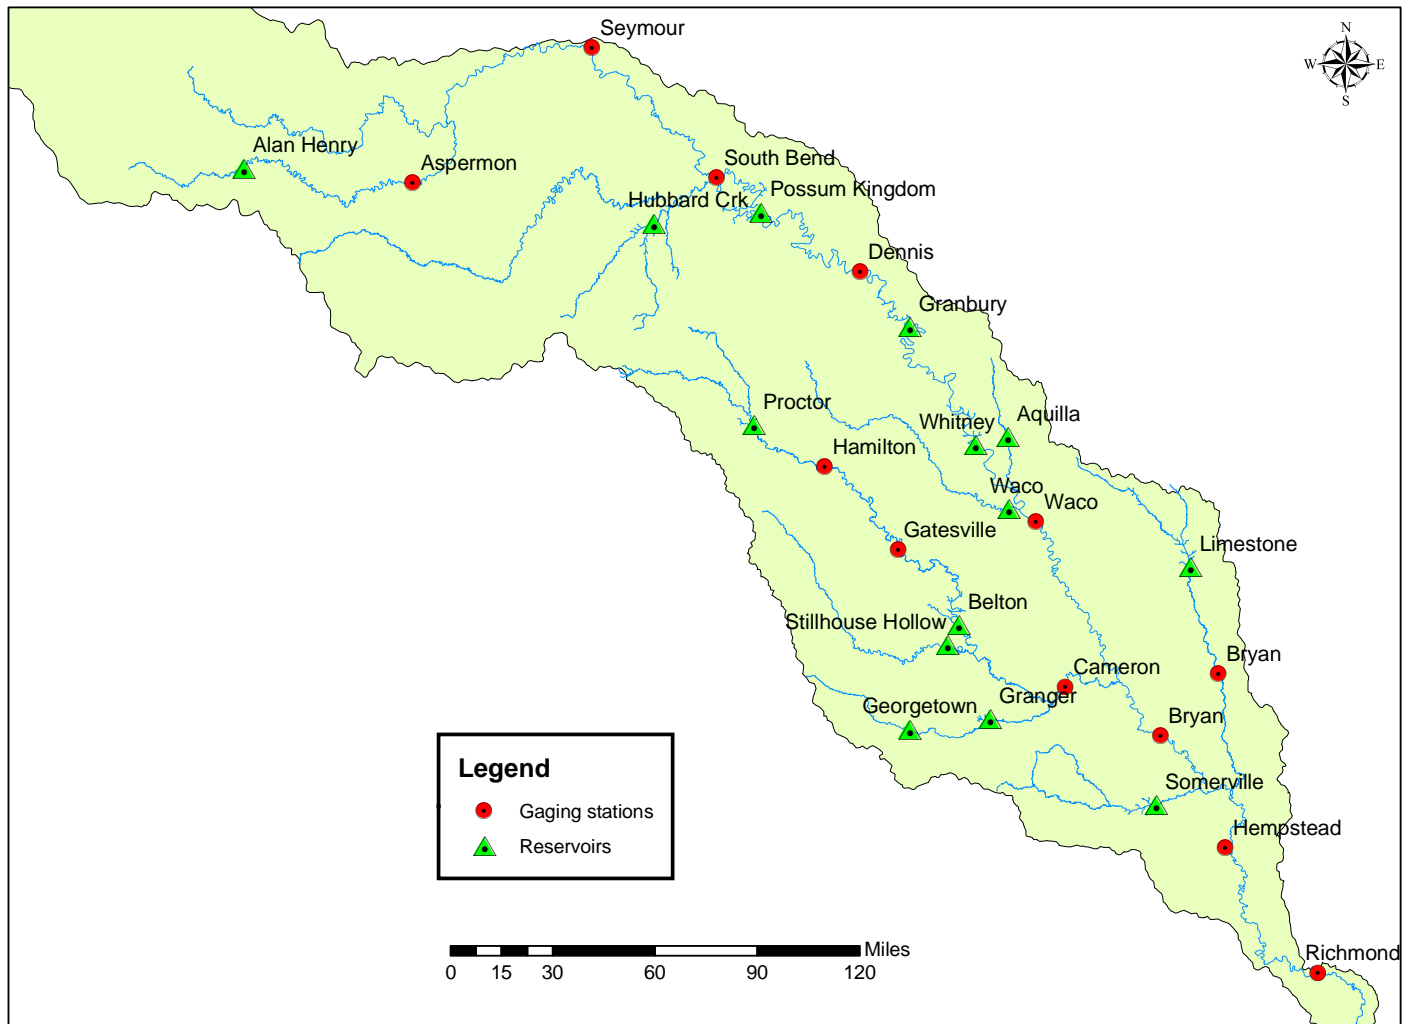 Seymour
N
W
E
S
Alan Henry
Aspermon
South Bend
Possum Kingdom
Hubbard Crk
Dennis
Granbury
Proctor
Whitney
Aquilla
Hamilton
Waco
Waco
Gatesville
Limestone
Belton
Stillhouse Hollow
Bryan
Cameron
Granger
Georgetown
Bryan
Legend
Gaging stations
Reservoirs
Somerville
Hempstead
Richmond
Miles
0 15 30 60 90 120